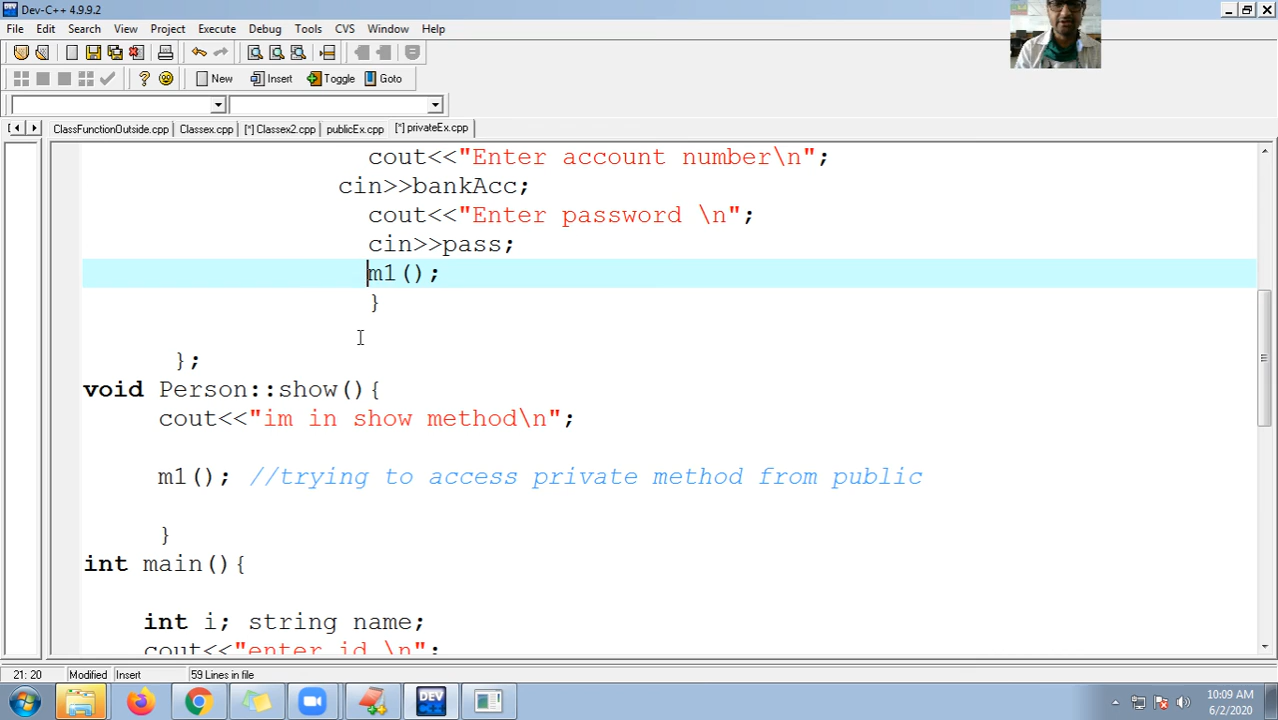 Dev-C++ 4.9.9.2
File Edit Search View Project Execute Debug Tools CVS Window Help
New Insert Toggle Goto
ClassFunctionOutside.cpp Classex.cpp [*] Classex2.cpp publicEx.cpp [*] privateEx.cpp
cout<<"Enter account number\n";
cin>>bankAcc;
cout<<"Enter password \n";
cin>>pass;
m1();
}
};
void Person::show(){
cout<<"im in show method\n";
m1(); //trying to access private method from public
}
int main(){
int i; string name;
cout<<"enter id \n";
21: 20 Modified Insert 59 Lines in file
DEV
10:09 AM
6/2/2020